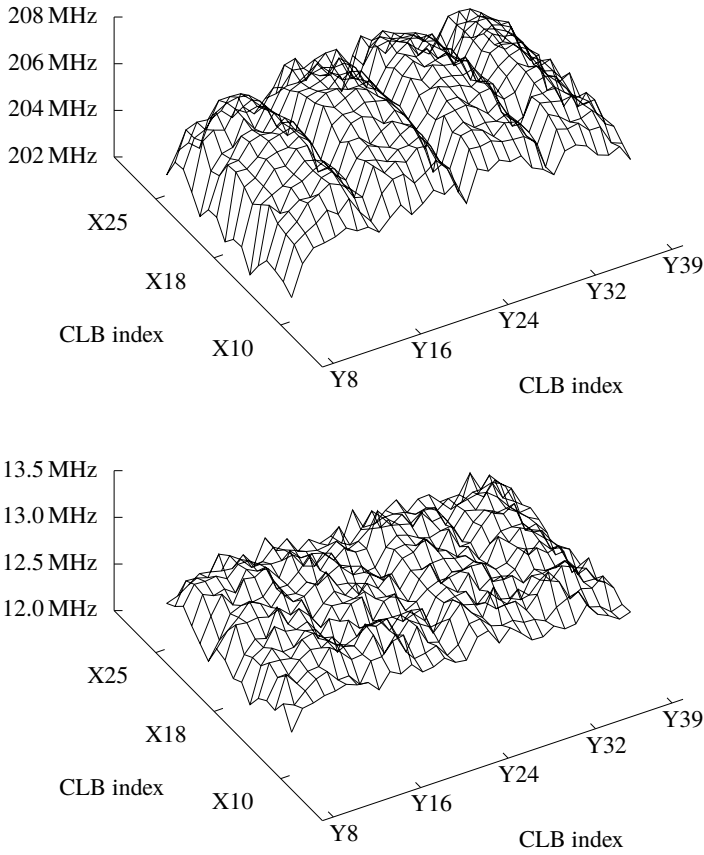 208 MHz
206 MHz
204 MHz
202 MHz
X25
X18
CLB index
X10
Y39
Y32
Y24
Y16
Y8
CLB index
13.5 MHz
13.0 MHz
12.5 MHz
12.0 MHz
X25
X18
CLB index
X10
Y39
Y32
Y24
Y16
Y8
CLB index